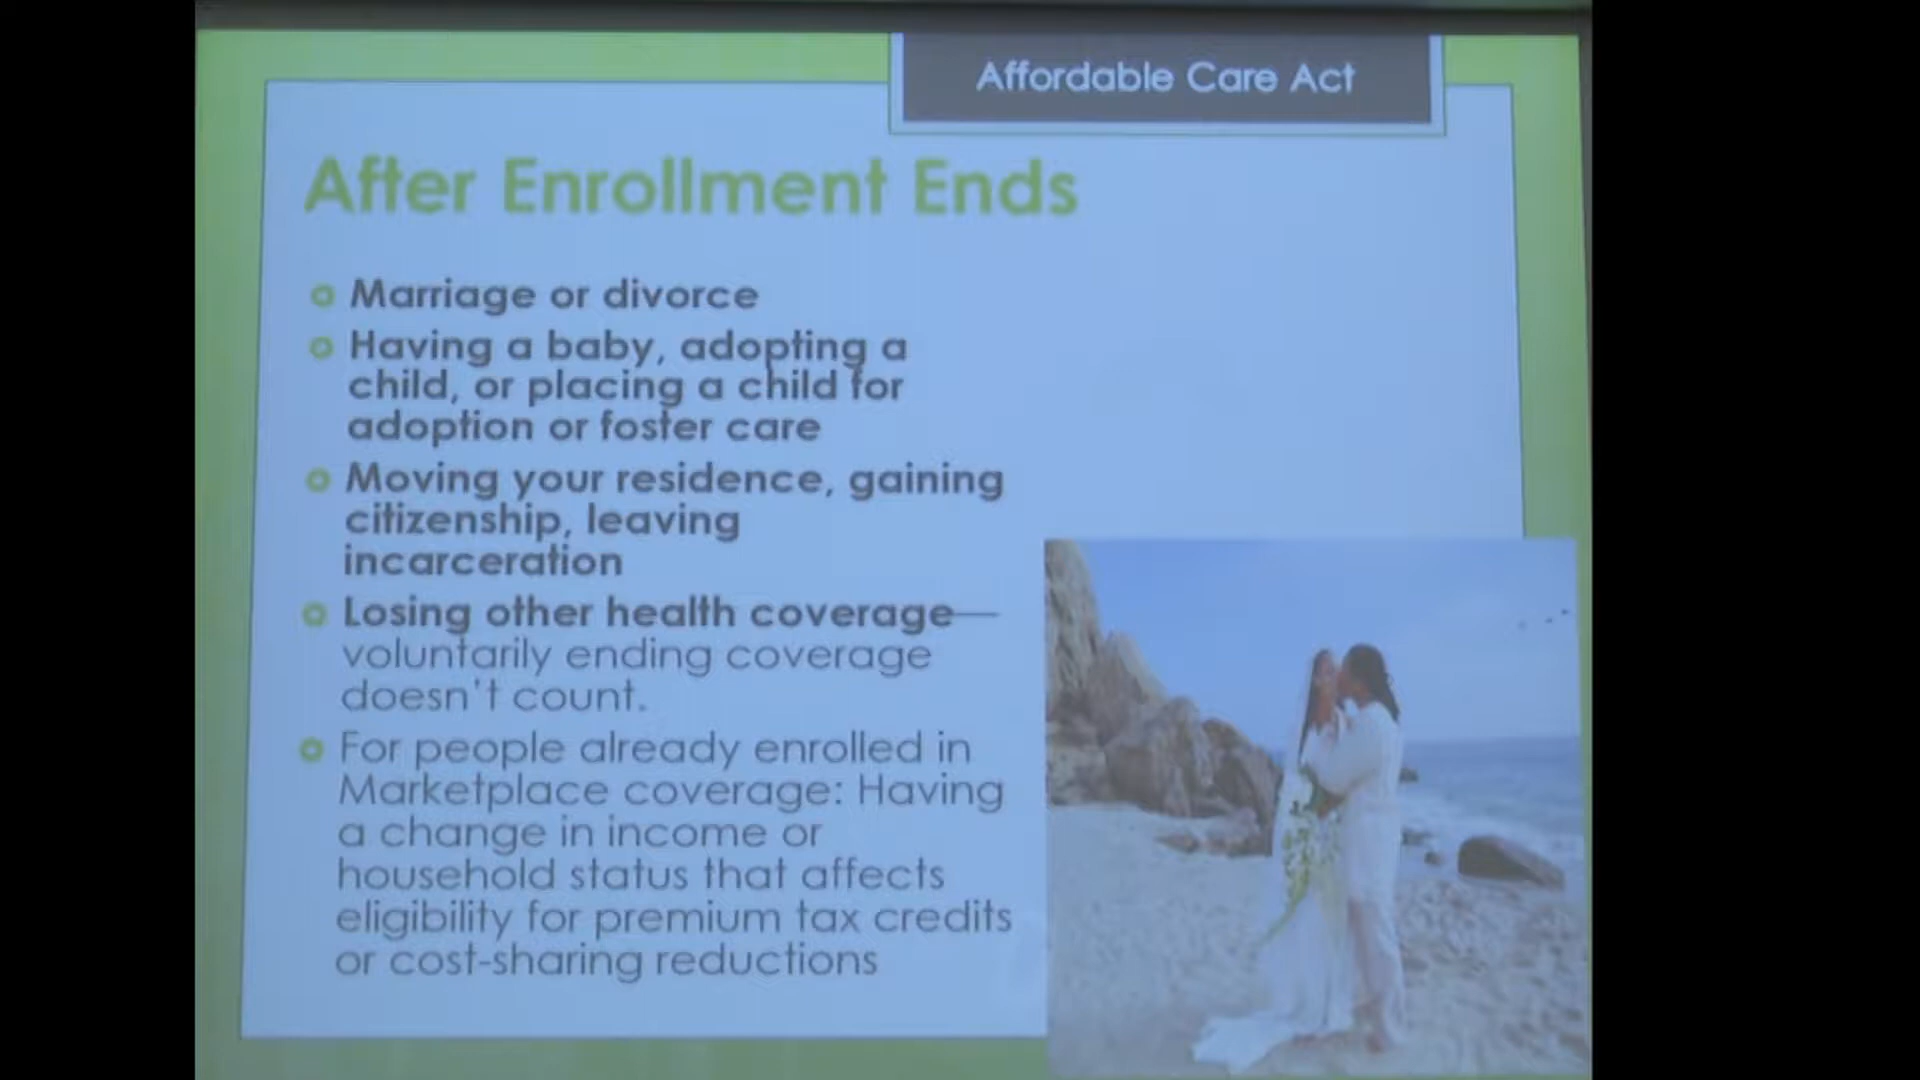 Affordable Care Act
After Enrollment Ends
Marriage or divorce
Having a baby, adopting a
child, or placing a child for
adoption or foster care
Moving your residence, gaining
citizenship, leaving
incarceration
Losing other health coverage—
voluntarily ending coverage
doesn't count.
For people already enrolled in
Marketplace coverage: Having
a change in income or
household status that affects
eligibility for premium tax credits
or cost-sharing reductions